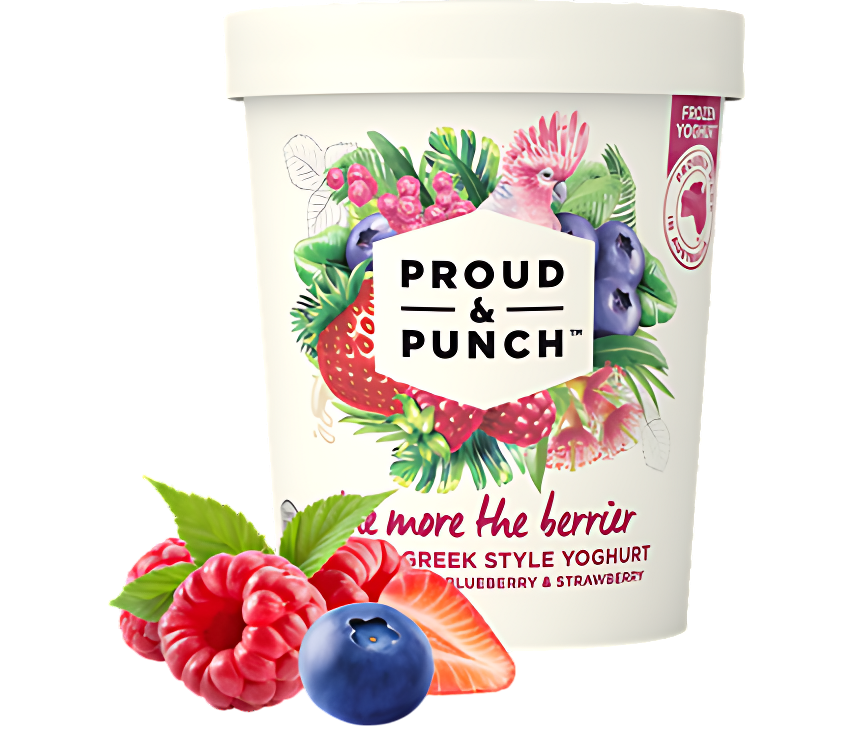 FROZEN
YOGHURT
PROUD
&
PUNCH™
more the berrier
GREEK STYLE YOGHURT
BLUEBERRY & STRAWBERRY